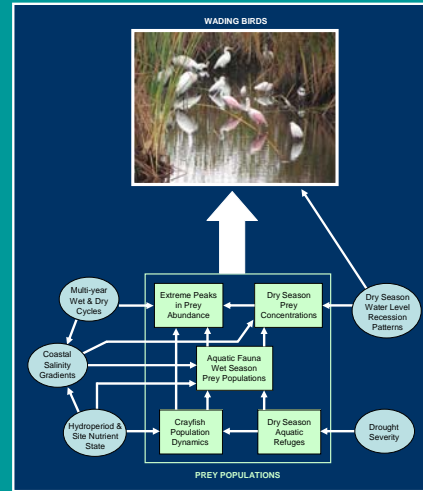 WADING BIRDS
Multi-year
Wet & Dry
Cycles
Extreme Peaks
in Prey
Abundance
Dry Season
Prey
Concentrations
Dry Season
Water Level
Recession
Patterns
Coastal
Salinity
Gradients
Aquatic Fauna
Wet Season
Prey Populations
Hydroperiod &
Site Nutrient
State
Crayfish
Population
Dynamics
Dry Season
Aquatic
Refuges
Drought
Severity
PREY POPULATIONS